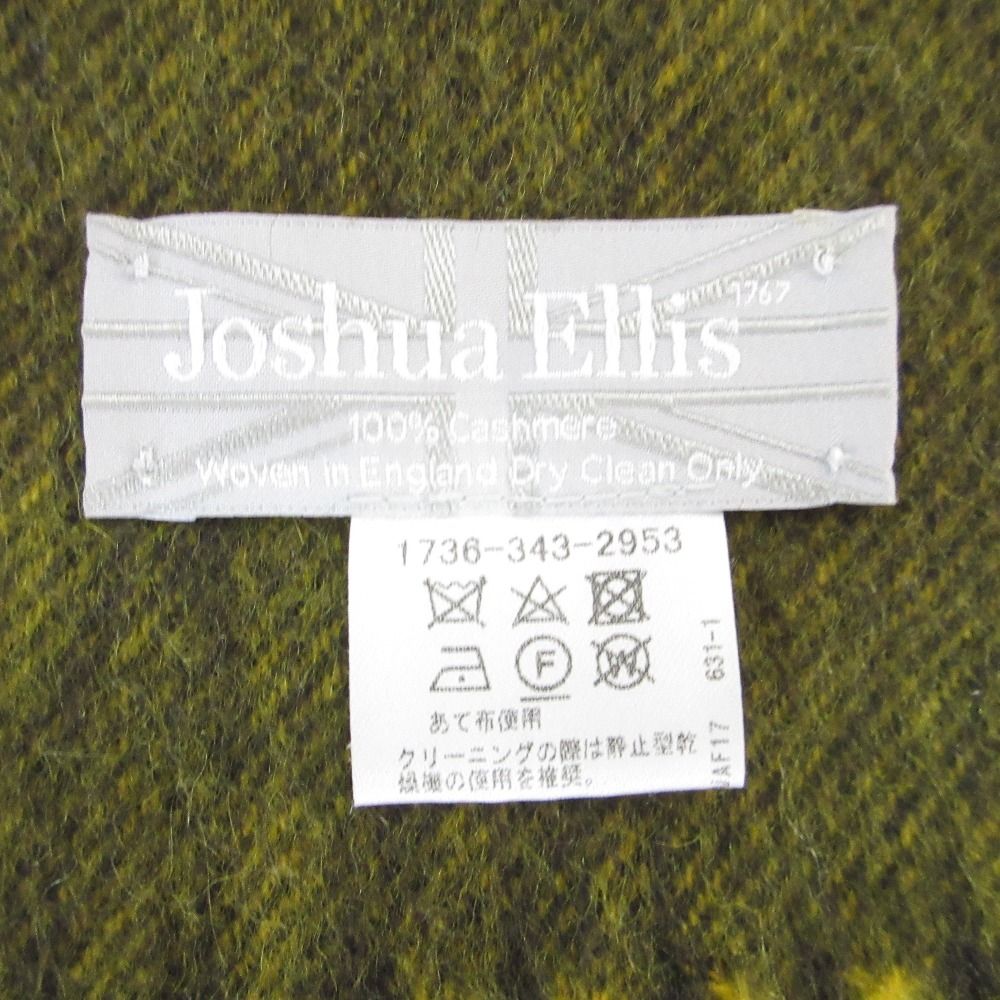 Joshua Ellis
1767
100% Cashmere
Woven in England Dry Clean Only
1736-343-2953
F
W
あて布使用
クリーニングの際は静止型乾
燥機の使用を推奨。
631-1
JAF17